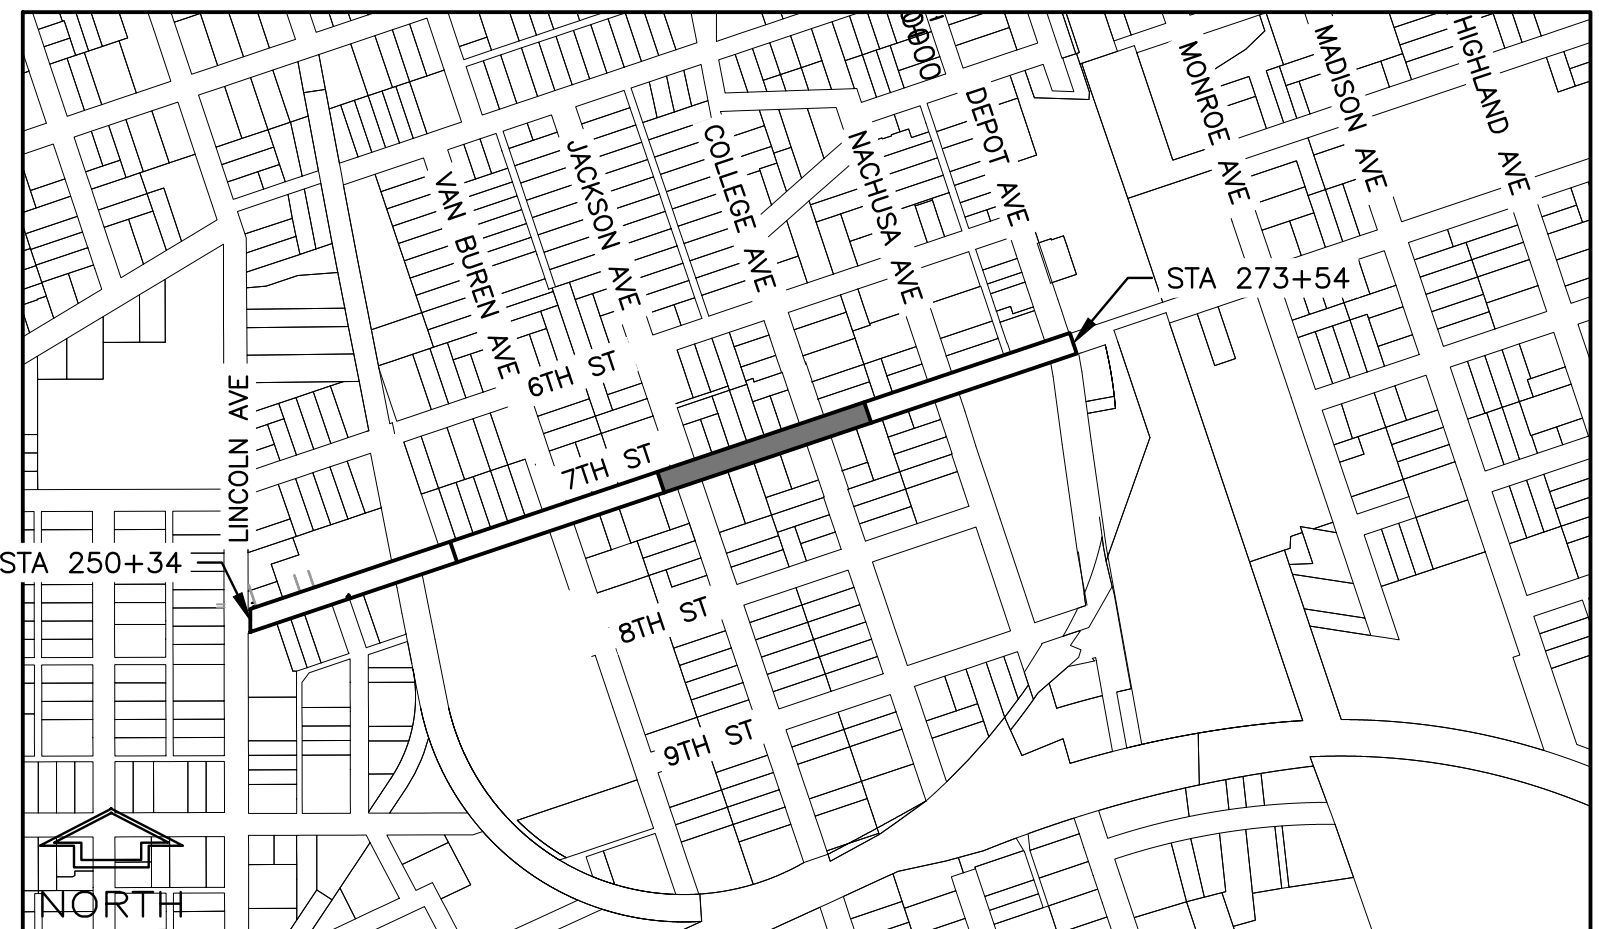 0000
MONROE AVE
MADISON AVE
HIGHLAND AVE
DEPOT AVE
NACHUSA AVE
COLLEGE AVE
JACKSON AVE
VAN BUREN AVE
STA 273+54
6TH ST
LINCOLN AVE
7TH ST
STA 250+34
8TH ST
9TH ST
NORTH